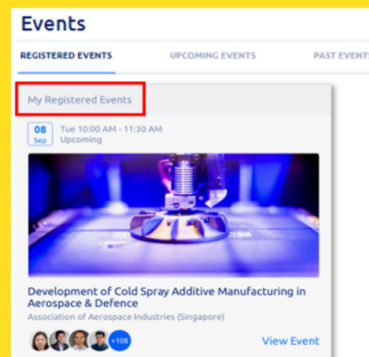 Events
REGISTERED EVENTS
UPCOMING EVENTS
PAST EVENTS
My Registered Events
08
Sep
Tue 10:00 AM - 11:30 AM
Upcoming
Development of Cold Spray Additive Manufacturing in
Aerospace & Defence
Association of Aerospace Industries (Singapore)
+108
View Event